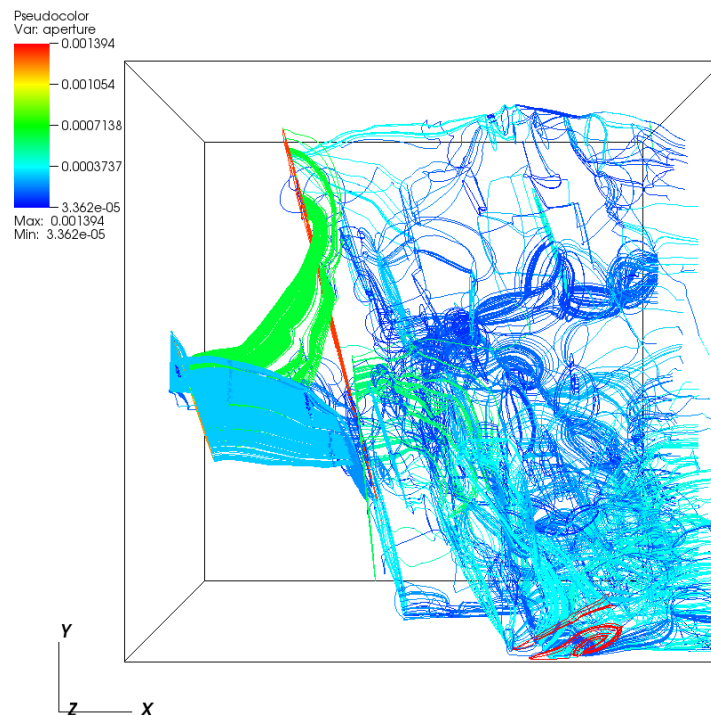 Pseudocolor
Var: aperture
0.001394
0.001054
0.0007138
0.0003737
3.362e-05
Max: 0.001394
Min: 3.362e-05
Y
Z
X